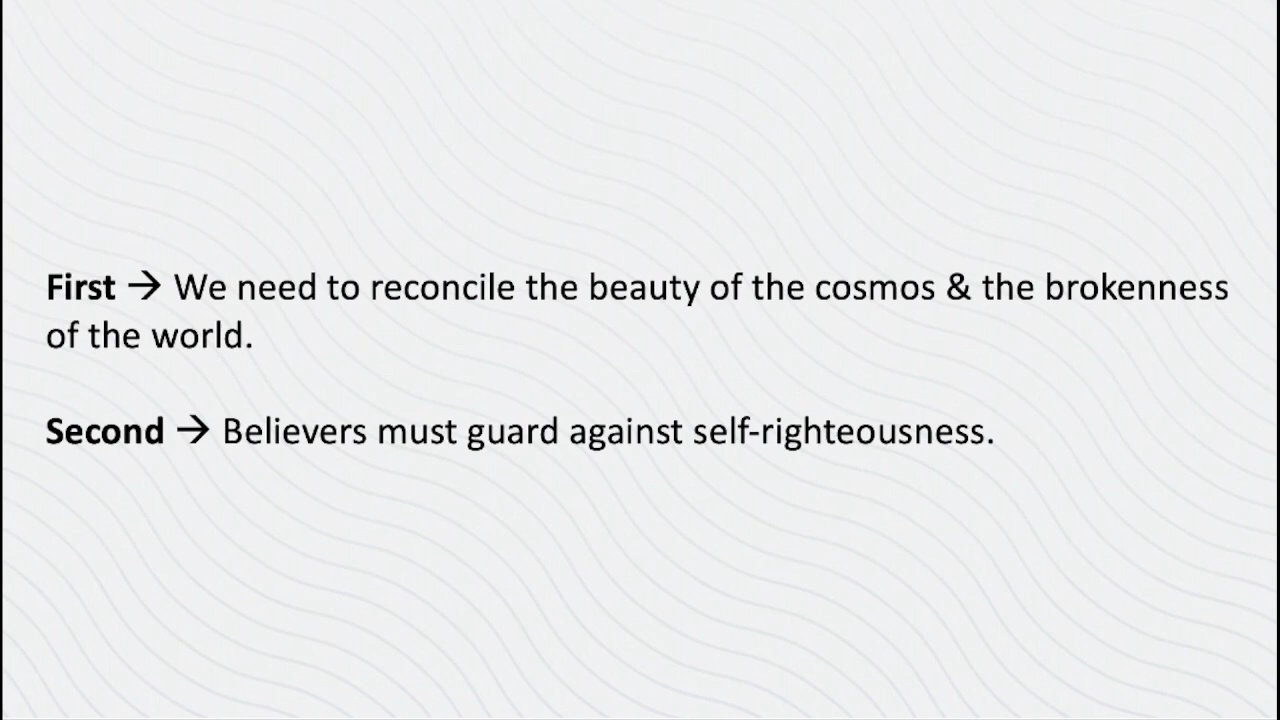 First → We need to reconcile the beauty of the cosmos & the brokenness
of the world.
Second → Believers must guard against self-righteousness.